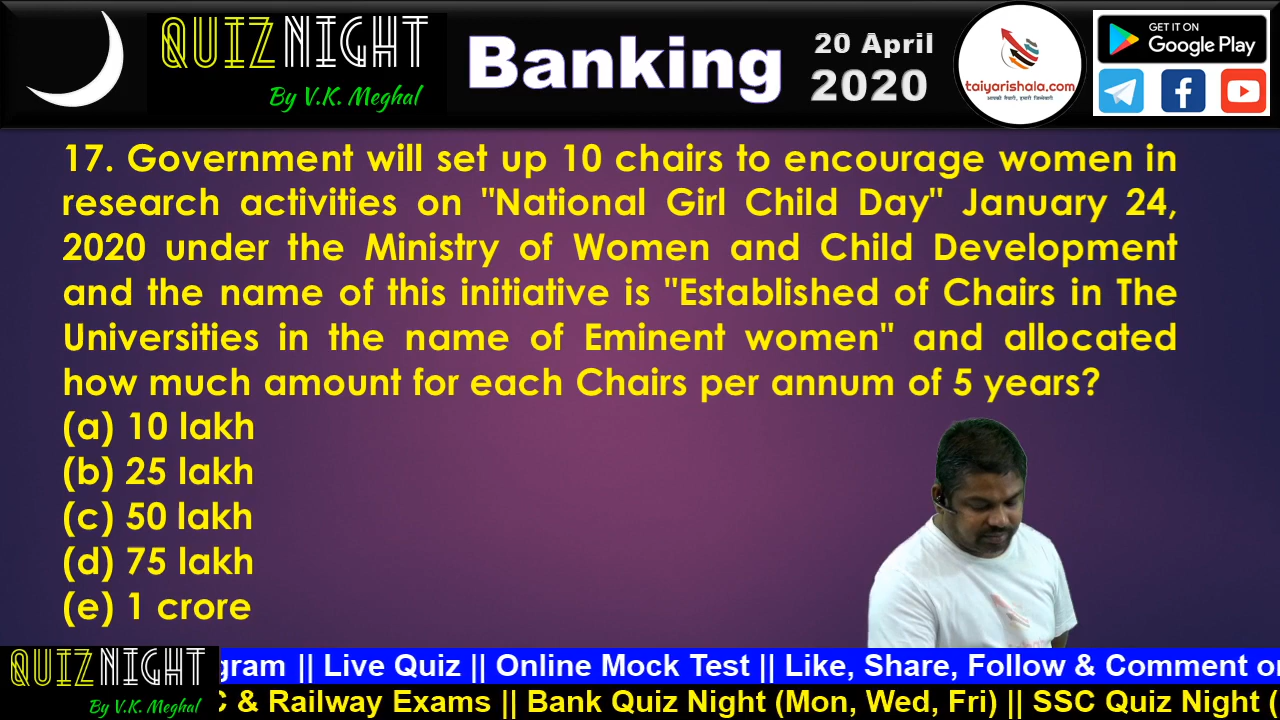 QUIZ NIGHT
By V.K. Meghal
Banking
20 April
2020
taiyarishala.com
आपकी तैयारी, हमारी जिम्मेदारी
GET IT ON
Google Play
17. Government will set up 10 chairs to encourage women in
research activities on "National Girl Child Day" January 24,
2020 under the Ministry of Women and Child Development
and the name of this initiative is "Established of Chairs in The
Universities in the name of Eminent women" and allocated
how much amount for each Chairs per annum of 5 years?
(a) 10 lakh
(b) 25 lakh
(c) 50 lakh
(d) 75 lakh
(e) 1 crore
QUIZ NIGHT
By V.K. Meghal
gram || Live Quiz || Online Mock Test || Like, Share, Follow & Comment o
C & Railway Exams || Bank Quiz Night (Mon, Wed, Fri) || SSC Quiz Night (